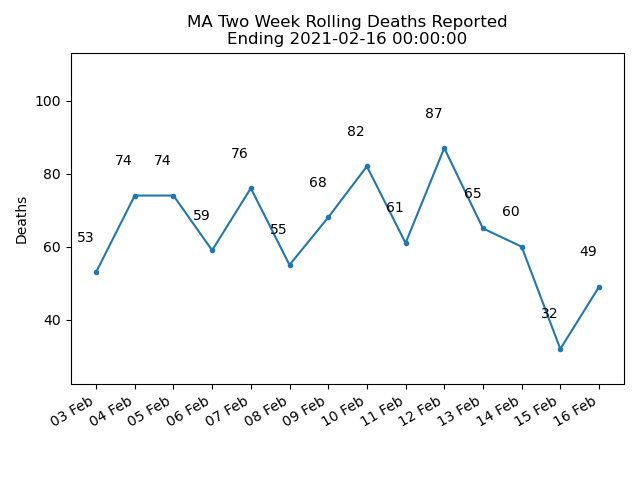 MA Two Week Rolling Deaths Reported
Ending 2021-02-16 00:00:00
Deaths
100
80
60
40
53
74
74
59
76
55
68
82
61
87
65
60
32
49
03 Feb
04 Feb
05 Feb
06 Feb
07 Feb
08 Feb
09 Feb
10 Feb
11 Feb
12 Feb
13 Feb
14 Feb
15 Feb
16 Feb